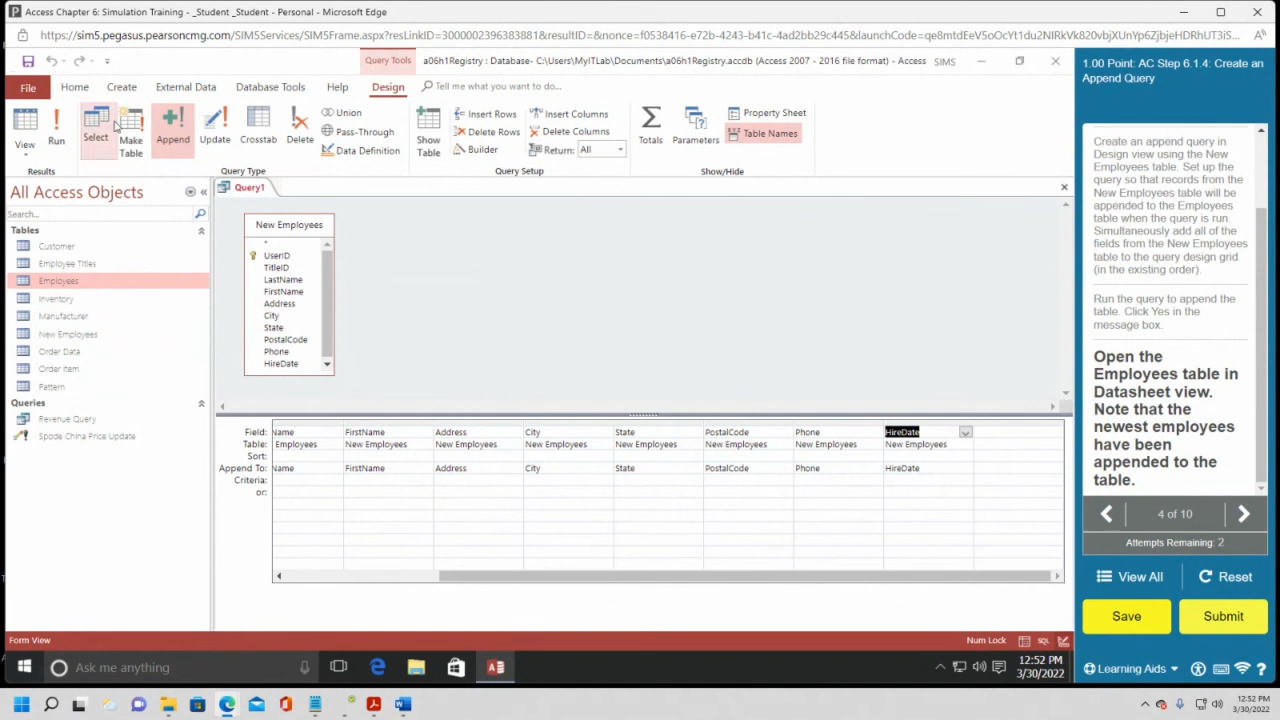 Access Chapter 6: Simulation Training - _Student _Student - Personal - Microsoft Edge
https://sim5.pegasus.pearsoncmg.com/SIM5Services/SIM5Frame.aspx?resLinkID=3000002396383881&resultID=&nonce=f0538416-e72b-4243-b41c-4ad2bb29c445&launchCode=
Query Tools
a06h1Registry : Database- C:\Users\MyITLab\Documents\a06h1Registry.accdb (Access 2007 - 2016 file format) - Access
SIMS
File Home Create External Data Database Tools Help Design Tell me what you want to do...
View Run
Results
Select Make Table Append Update Crosstab Delete
Union
Pass-Through
Data Definition
Query Type
Show Table
Insert Rows
Delete Rows
Builder
Insert Columns
Delete Columns
Return: All
Query Setup
Totals Parameters
Property Sheet
Table Names
Show/Hide
All Access Objects
Search...
Tables
Customer
Employee Titles
Employees
Inventory
Manufacturer
New Employees
Order Data
Order Item
Pattern
Queries
Revenue Query
Spode China Price Update
Query1
New Employees
*
UserID
TitleID
LastName
FirstName
Address
City
State
PostalCode
Phone
HireDate
Field: Name FirstName Address City State PostalCode Phone HireDate
Table: Employees New Employees New Employees New Employees New Employees New Employees New Employees New Employees
Sort:
Append To: Name FirstName Address City State PostalCode Phone HireDate
Criteria:
or:
Form View
Num Lock
SQL
Ask me anything
12:52 PM
3/30/2022
1.00 Point: AC Step 6.1.4: Create an
Append Query
Create an append query in
Design view using the New
Employees table. Set up the
query so that records from the
New Employees table will be
appended to the Employees
table when the query is run.
Simultaneously add all of the
fields from the New Employees
table to the query design grid
(in the existing order).
Run the query to append the
table. Click Yes in the
message box.
Open the
Employees table in
Datasheet view.
Note that the
newest employees
have been
appended to the
table.
4 of 10
Attempts Remaining: 2
View All Reset
Save Submit
Learning Aids
12:52 PM
3/30/2022